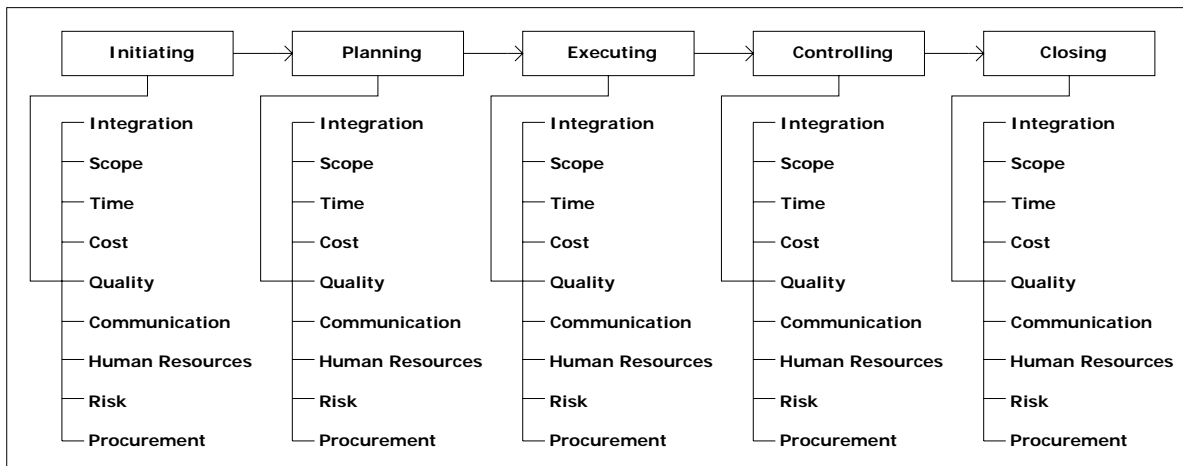 Initiating Planning Executing Controlling Closing
Integration Integration Integration Integration Integration
Scope Scope Scope Scope Scope
Time Time Time Time Time
Cost Cost Cost Cost Cost
Quality Quality Quality Quality Quality
Communication Communication Communication Communication Communication
Human Resources Human Resources Human Resources Human Resources Human Resources
Risk Risk Risk Risk Risk
Procurement Procurement Procurement Procurement Procurement